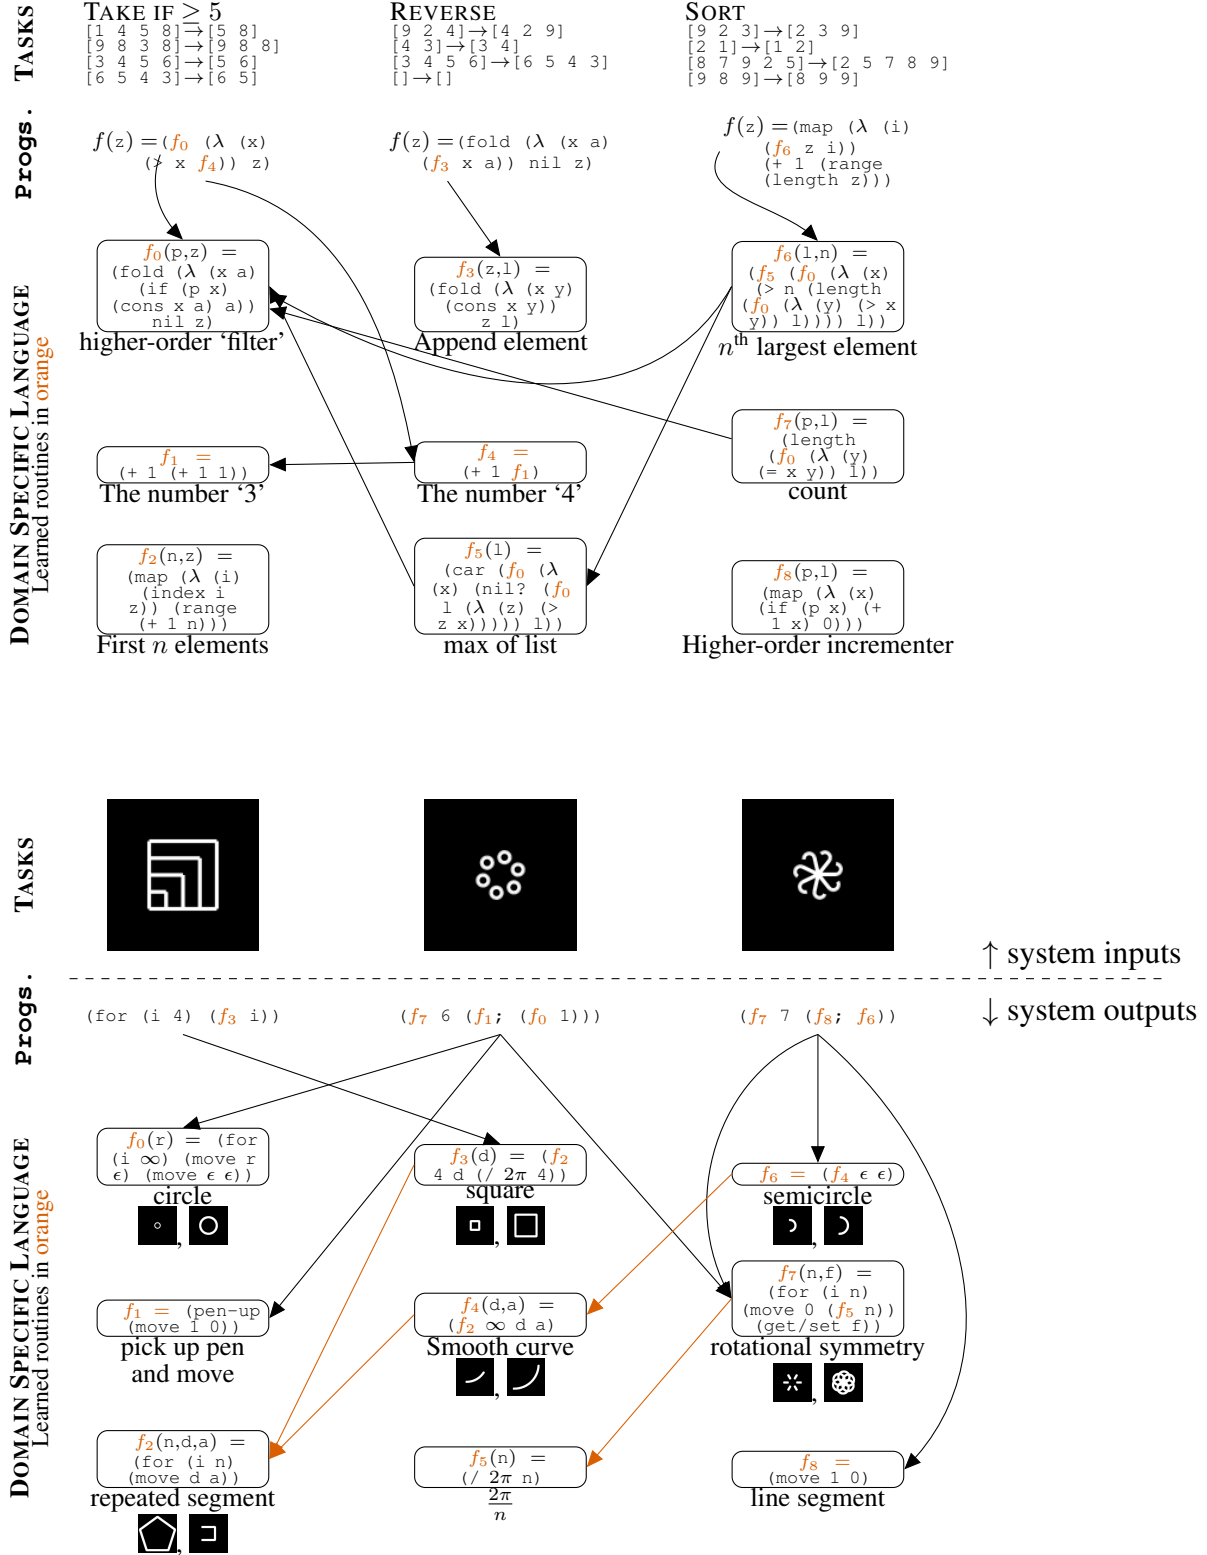 TASKS
TAKE IF ≥ 5
[1 4 5 8]→[5 8]
[9 8 3 8]→[9 8 8]
[3 4 5 6]→[5 6]
[6 5 4 3]→[6 5]
REVERSE
[9 2 4]→[4 2 9]
[4 3]→[3 4]
[3 4 5 6]→[6 5 4 3]
[]→[]
SORT
[9 2 3]→[2 3 9]
[2 1]→[1 2]
[8 7 9 2 5]→[2 5 7 8 9]
[9 8 9]→[8 9 9]
Progs.
f(z) =(f0 (λ (x)
(> x f4)) z)
f(z) =(fold (λ (x a)
(f3 x a)) nil z)
f(z) =(map (λ (i)
(f6 z i))
(+ 1 (range
(length z)))
DOMAIN SPECIFIC LANGUAGE
Learned routines in orange
f0(p,z) =
(fold (λ (x a)
(if (p x)
(cons x a) a))
nil z)
higher-order ‘filter’
f3(z,l) =
(fold (λ (x y)
(cons x y))
z l)
Append element
f6(l,n) =
(f5 (f0 (λ (x)
(> n (length
(f0 (λ (y) (> x
y)) l)))) l))
nth largest element
f1 =
(+ 1 (+ 1 1))
The number ‘3’
f4 =
(+ 1 f1)
The number ‘4’
f7(p,l) =
(length
(f0 (λ (y)
(= x y)) l))
count
f2(n,z) =
(map (λ (i)
(index i
z)) (range
(+ 1 n)))
First n elements
f5(l) =
(car (f0 (λ
(x) (nil? (f0
l (λ (z) (>
z x))))) l))
max of list
f8(p,l) =
(map (λ (x)
(if (p x) (+
1 x) 0)))
Higher-order incrementer
TASKS
↑ system inputs
↓ system outputs
Progs.
(for (i 4) (f3 i))
(f7 6 (f1; (f0 1)))
(f7 7 (f8; f6))
DOMAIN SPECIFIC LANGUAGE
Learned routines in orange
f0(r) = (for
(i ∞) (move r
ϵ) (move ϵ ϵ))
circle
,
f3(d) = (f2
4 d (/ 2π 4))
square
,
f6 = (f4 ϵ ϵ)
semicircle
,
f1 = (pen-up
(move 1 0))
pick up pen
and move
f4(d,a) =
(f2 ∞ d a)
Smooth curve
,
f7(n,f) =
(for (i n)
(move 0 (f5 n))
(get/set f))
rotational symmetry
,
f2(n,d,a) =
(for (i n)
(move d a))
repeated segment
,
f5(n) =
(/ 2π n)
2π
n
f8 =
(move 1 0)
line segment